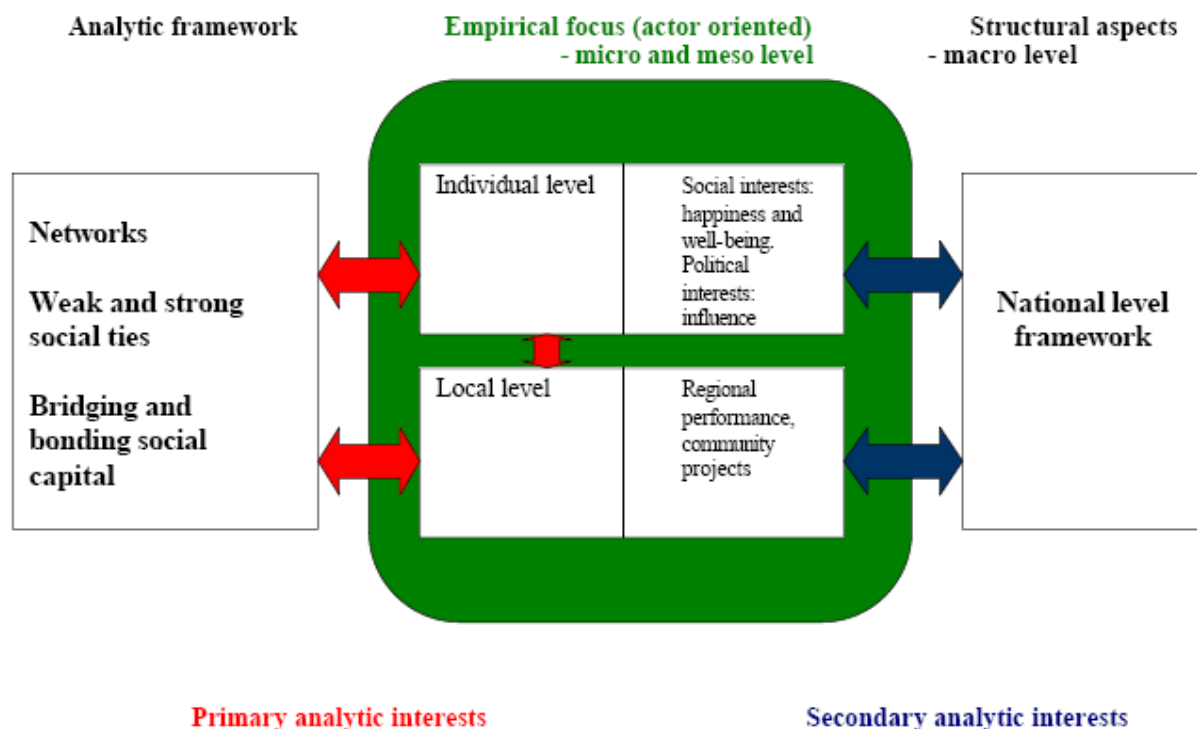 Analytic framework
Empirical focus (actor oriented)
- micro and meso level
Structural aspects
- macro level
Networks
Weak and strong
social ties
Bridging and
bonding social
capital
Individual level
Social interests:
happiness and
well-being.
Political
interests:
influence
Local level
Regional
performance,
community
projects
National level
framework
Primary analytic interests
Secondary analytic interests